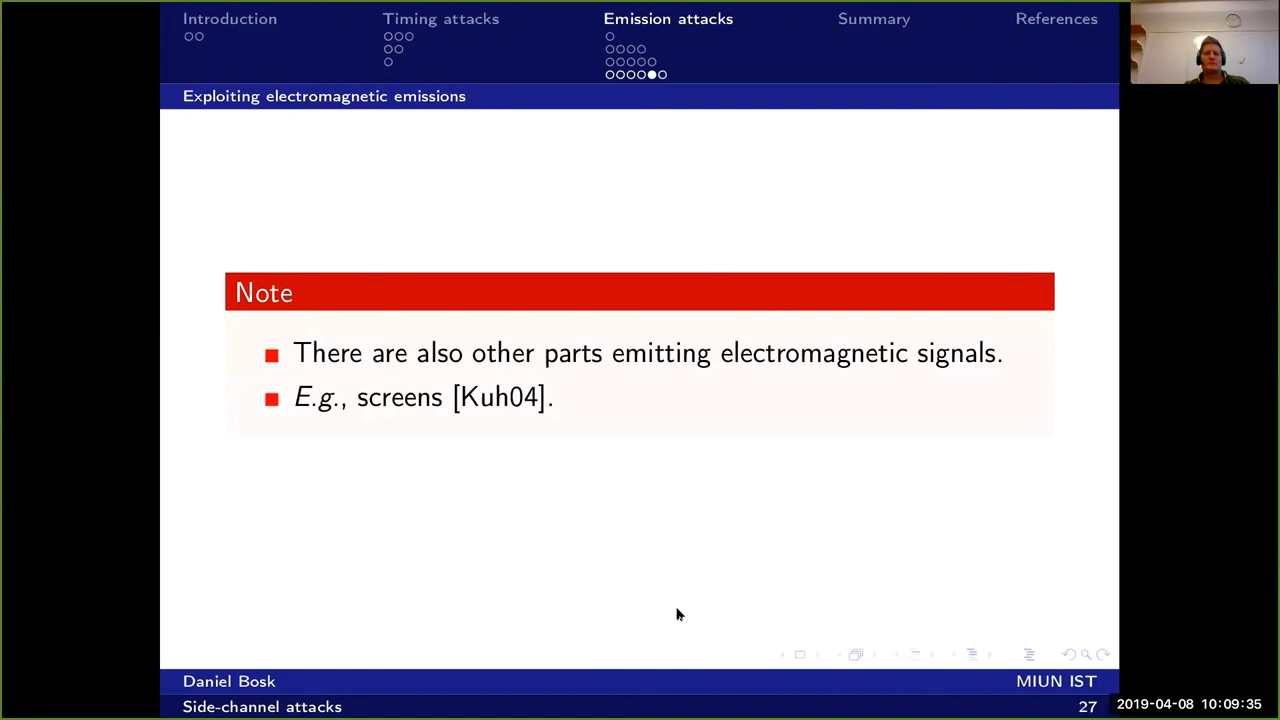 Introduction
Timing attacks
Emission attacks
Summary
References
Exploiting electromagnetic emissions
Note
There are also other parts emitting electromagnetic signals.
E.g., screens [Kuh04].
Daniel Bosk
MIUN IST
Side-channel attacks
27
2019-04-08 10:09:35